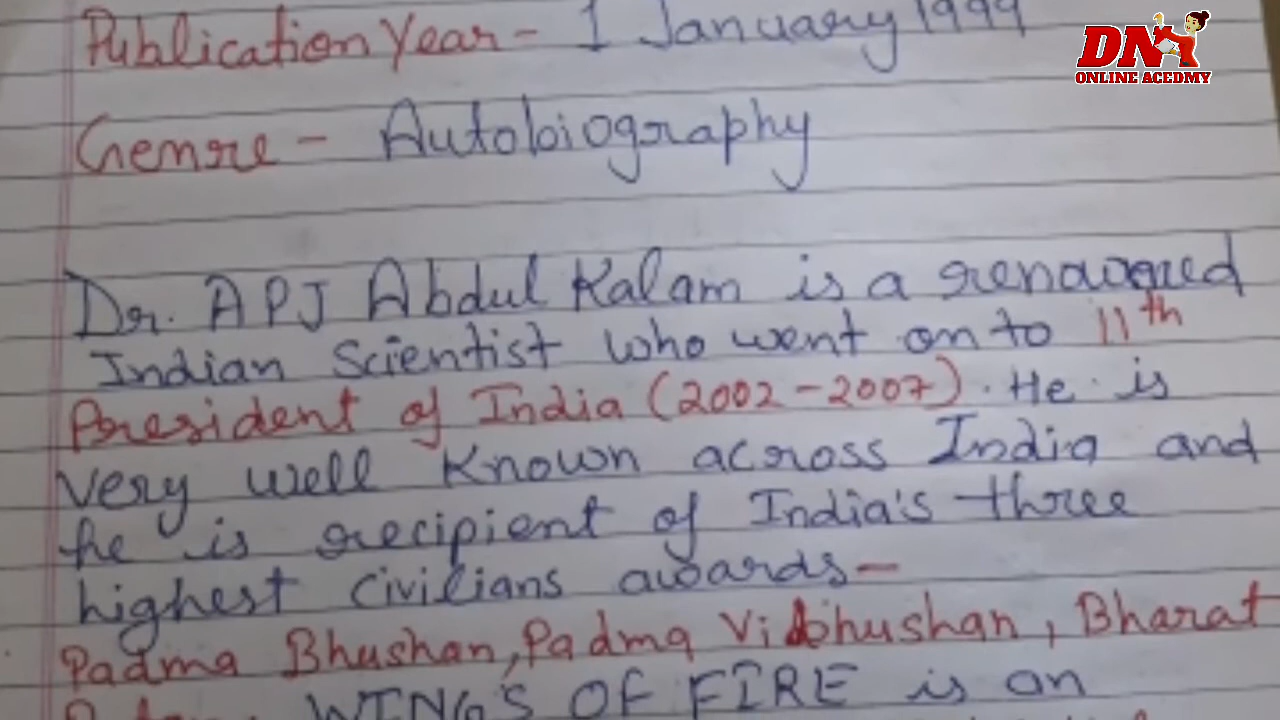 Publication Year - 1 January 1999
DN
ONLINE ACEDMY
Genre - Autobiography
Dr. APJ Abdul Kalam is a renowned
Indian Scientist who went on to 11th
President of India (2002-2007). He is
very well known across India and
he is recipient of India's three
highest civilians awards-
Padma Bhushan, Padma Vibhushan, Bharat
WINGS OF FIRE is an